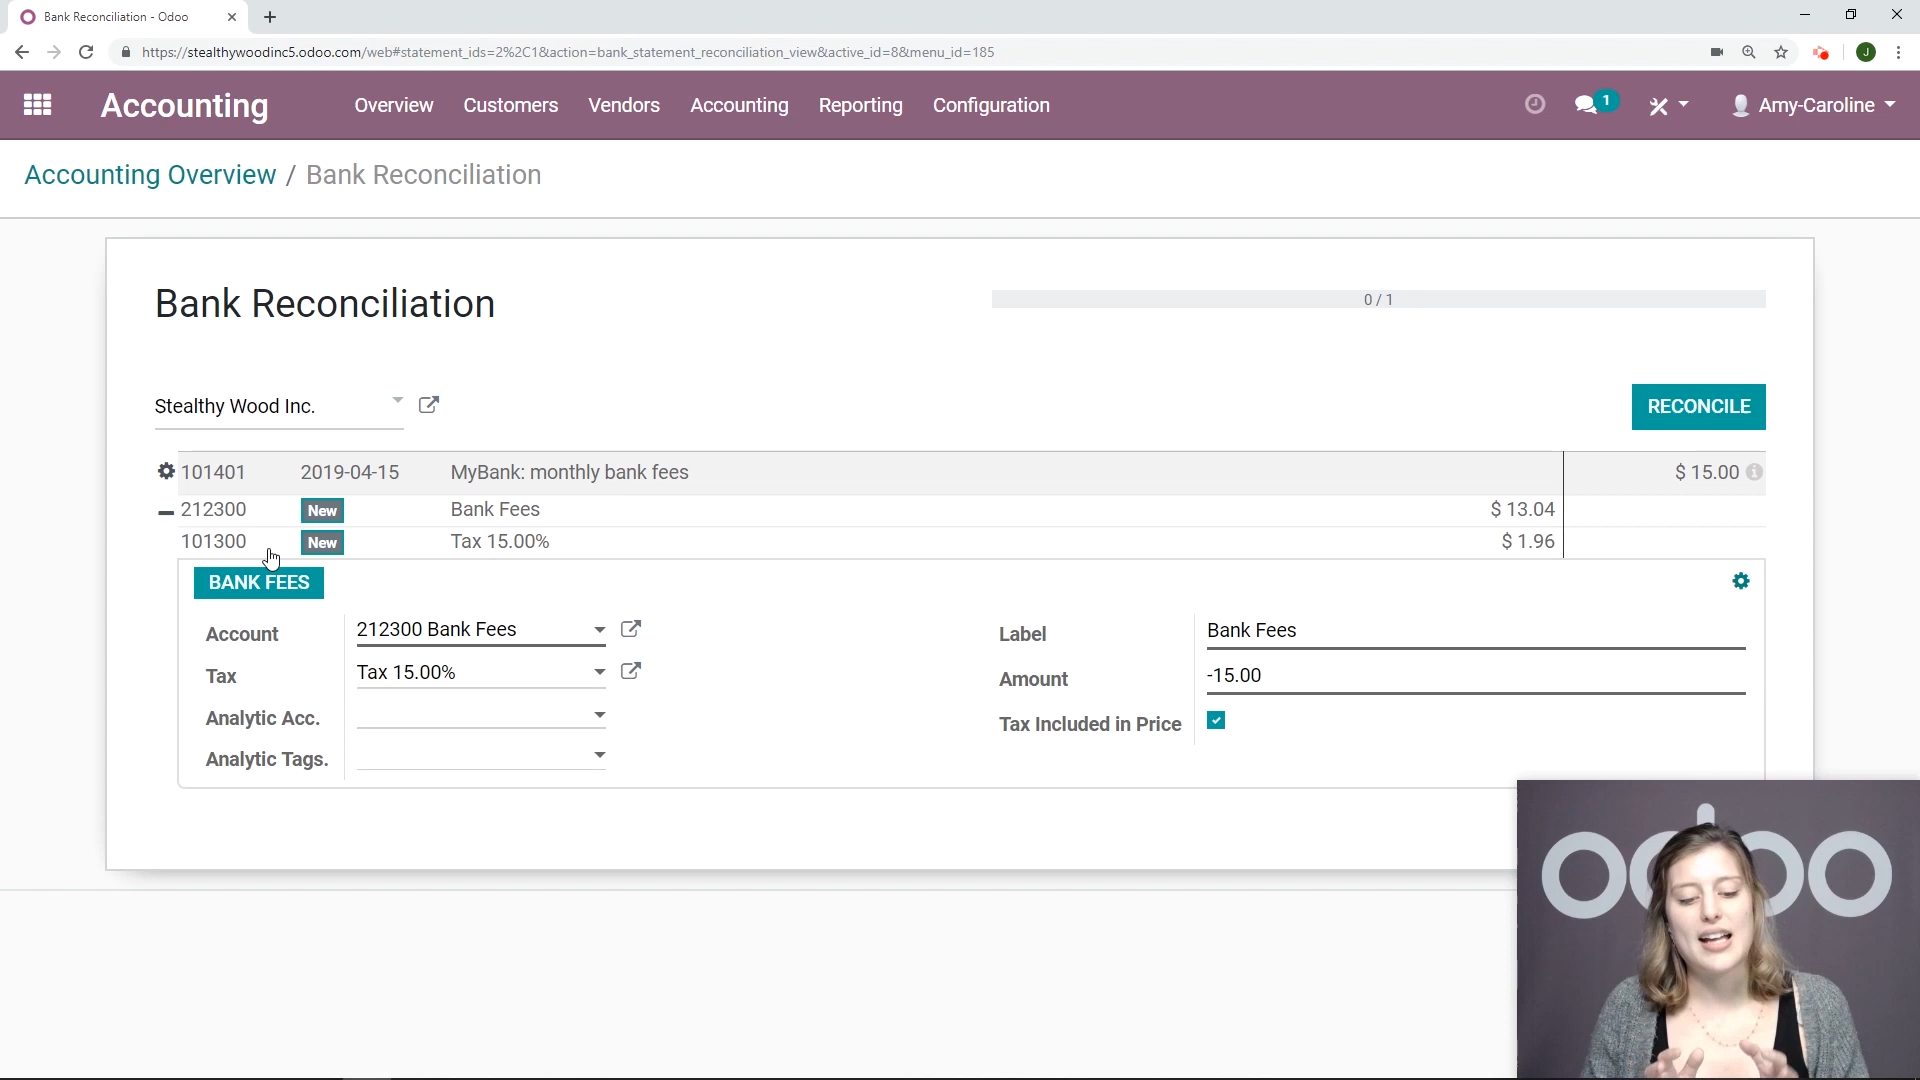 Bank Reconciliation - Odoo
https://stealthywoodinc5.odoo.com/web#statement_ids=2%2C1&action=bank_statement_reconciliation_view&active_id=8&menu_id=185
J
Accounting
Overview
Customers
Vendors
Accounting
Reporting
Configuration
1
Amy-Caroline
Accounting Overview / Bank Reconciliation
Bank Reconciliation
0 / 1
Stealthy Wood Inc.
RECONCILE
101401 2019-04-15 MyBank: monthly bank fees $ 15.00
212300 New Bank Fees $ 13.04
101300 New Tax 15.00% $ 1.96
BANK FEES
Account 212300 Bank Fees
Tax Tax 15.00%
Analytic Acc.
Analytic Tags.
Label Bank Fees
Amount -15.00
Tax Included in Price
odoo